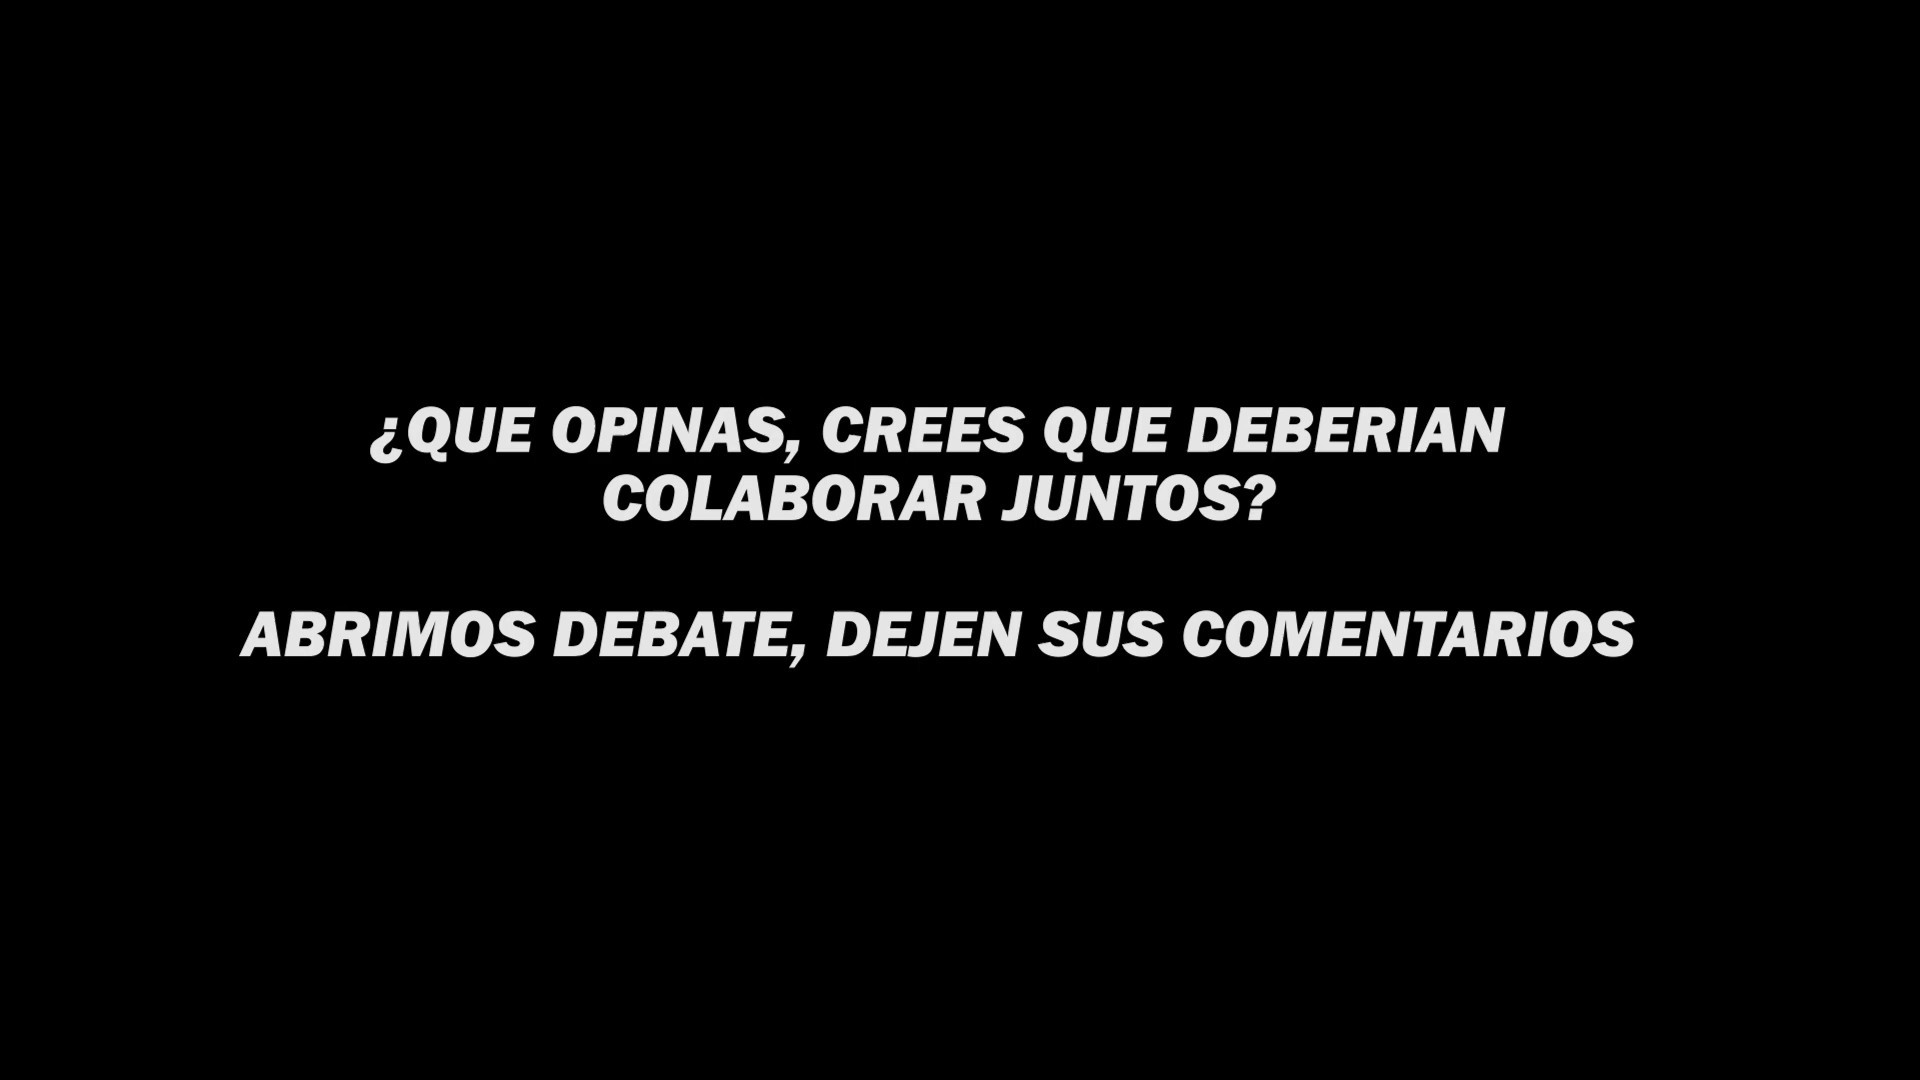 ¿QUE OPINAS, CREES QUE DEBERIAN
COLABORAR JUNTOS?
ABRIMOS DEBATE, DEJEN SUS COMENTARIOS